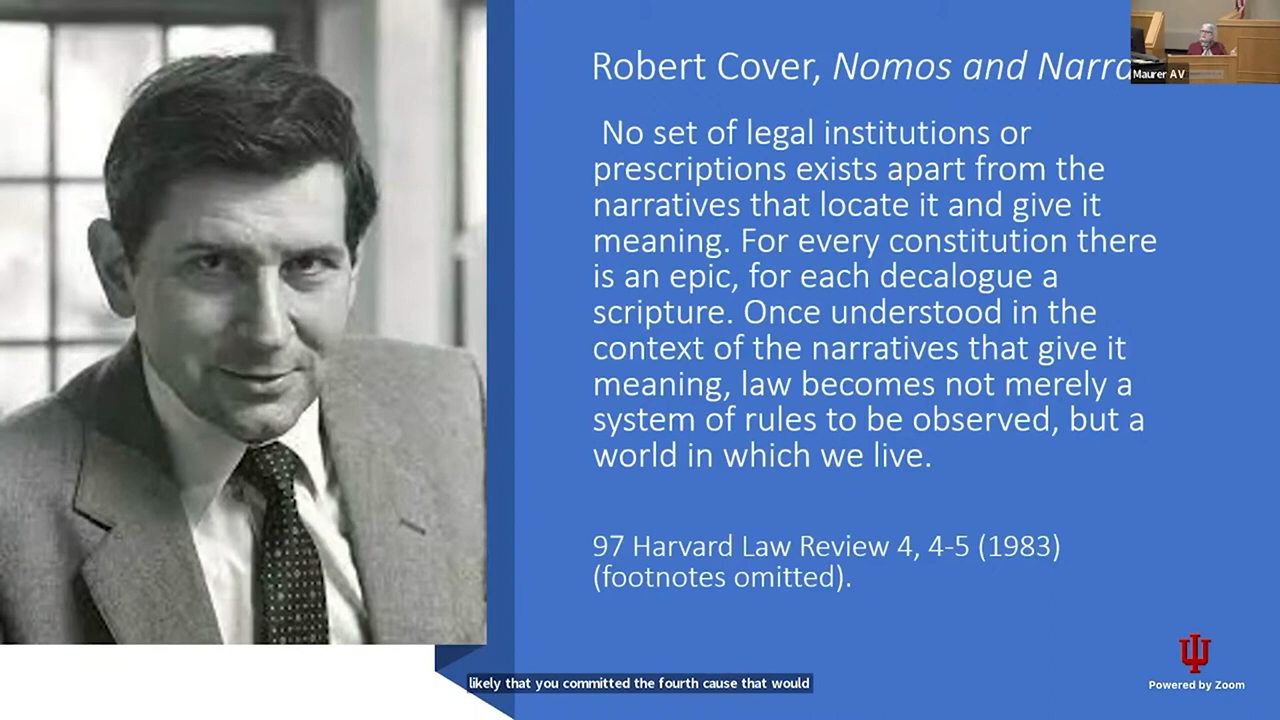 Robert Cover, Nomos and Narra
Maurer AV
No set of legal institutions or
prescriptions exists apart from the
narratives that locate it and give it
meaning. For every constitution there
is an epic, for each decalogue a
scripture. Once understood in the
context of the narratives that give it
meaning, law becomes not merely a
system of rules to be observed, but a
world in which we live.
97 Harvard Law Review 4, 4-5 (1983)
(footnotes omitted).
Powered by Zoom
likely that you committed the fourth cause that would